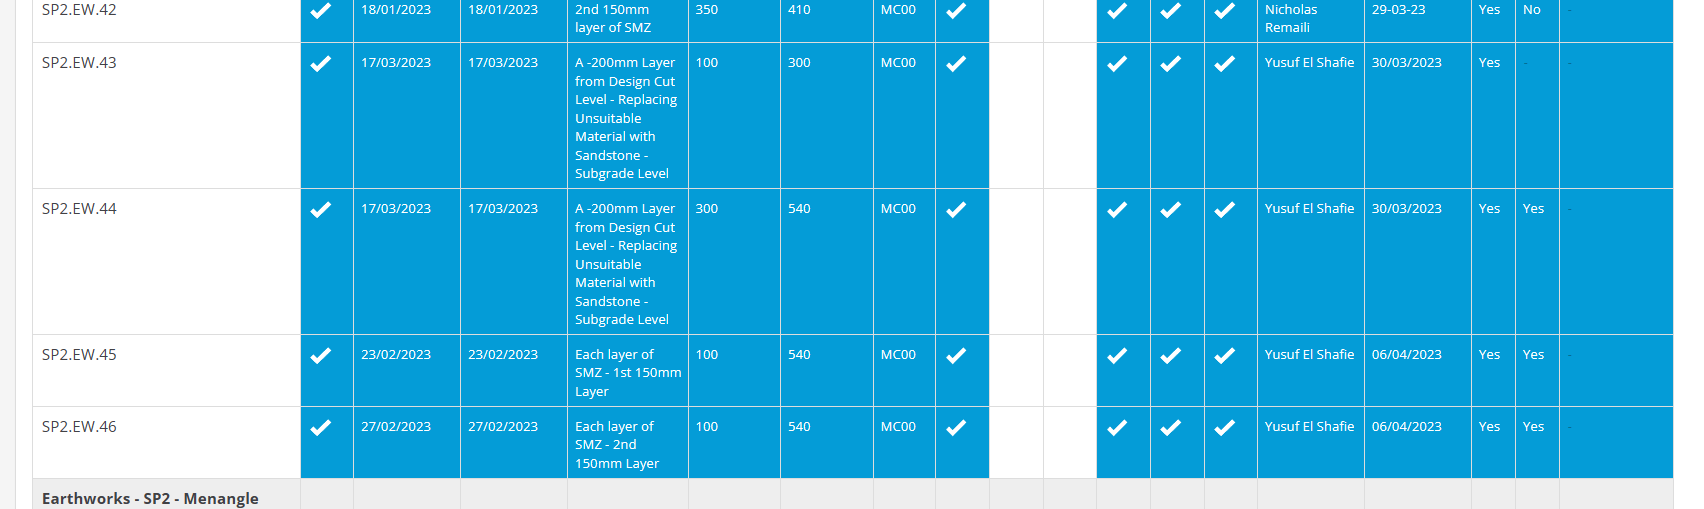 SP2.EW.42 18/01/2023 18/01/2023 2nd 150mm 350 410 MC00 Nicholas 29-03-23 Yes No -
layer of SMZ Remaili
SP2.EW.43 17/03/2023 17/03/2023 A -200mm Layer 100 300 MC00 Yusuf El Shafie 30/03/2023 Yes - -
from Design Cut
Level - Replacing
Unsuitable
Material with
Sandstone -
Subgrade Level
SP2.EW.44 17/03/2023 17/03/2023 A -200mm Layer 300 540 MC00 Yusuf El Shafie 30/03/2023 Yes Yes -
from Design Cut
Level - Replacing
Unsuitable
Material with
Sandstone -
Subgrade Level
SP2.EW.45 23/02/2023 23/02/2023 Each layer of 100 540 MC00 Yusuf El Shafie 06/04/2023 Yes Yes -
SMZ - 1st 150mm
Layer
SP2.EW.46 27/02/2023 27/02/2023 Each layer of 100 540 MC00 Yusuf El Shafie 06/04/2023 Yes Yes -
SMZ - 2nd
150mm Layer
Earthworks - SP2 - Menangle